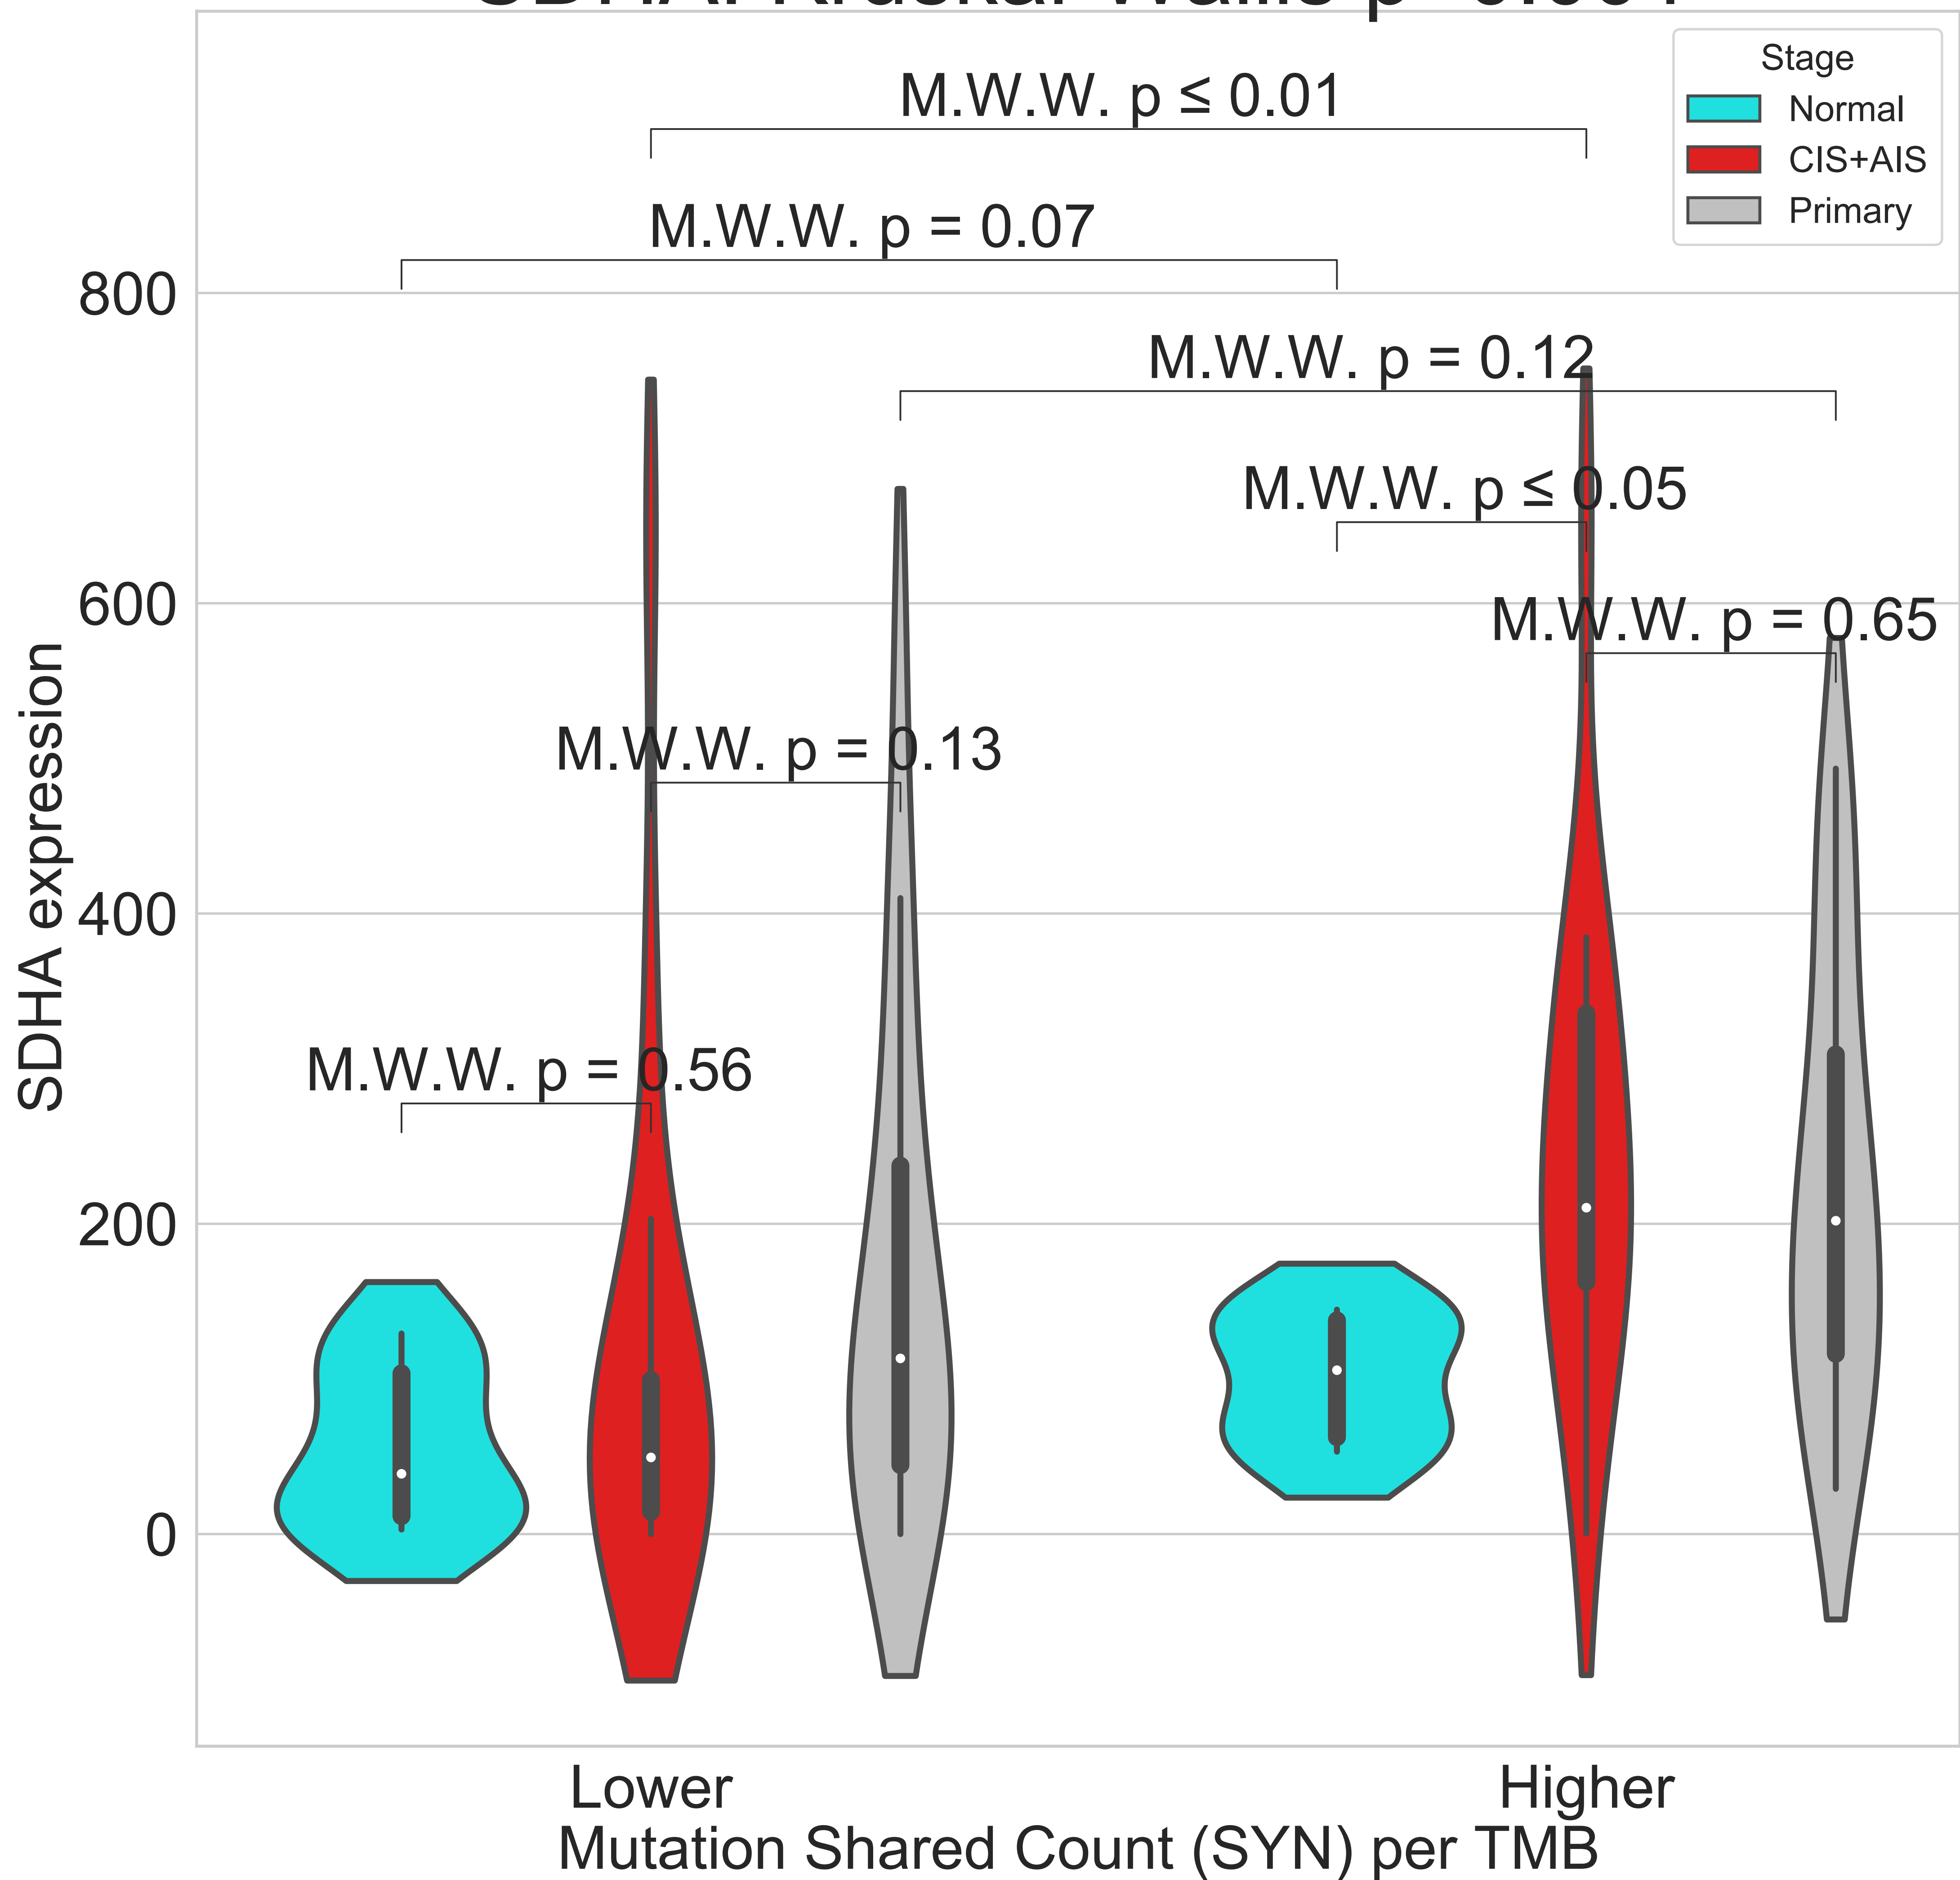 M.W.W. p ≤ 0.01
Stage
Normal
CIS+AIS
Primary
M.W.W. p = 0.07
800
M.W.W. p = 0.12
M.W.W. p ≤ 0.05
600
M.W.W. p = 0.65
M.W.W. p = 0.13
SDHA expression
400
M.W.W. p = 0.56
200
0
Lower
Higher
Mutation Shared Count (SYN) per TMB